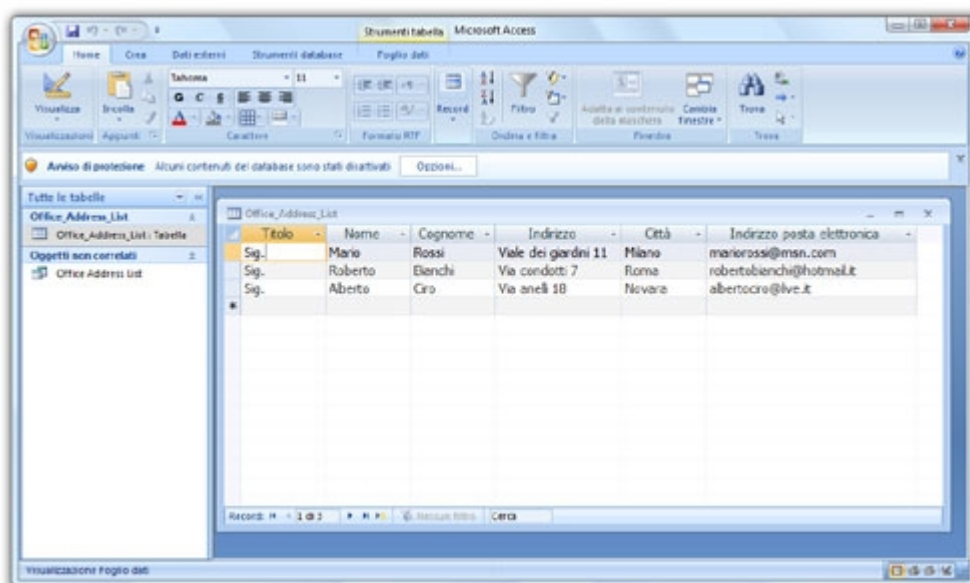 Strumenti tabella Microsoft Access
Home Crea Dati esterni Strumenti database Foglio dati
Visualizza
Incolla
Tahoma 11
G C S
Record
Filtro
Adatta a contenuto della maschera
Cambia finestre
Trova
Visualizzazioni Appunti Carattere Formato RTF Ordina e filtra Finestra Trova
Avviso di protezione Alcuni contenuti del database sono stati disattivati Opzioni...
Tutte le tabelle
Office_Address_List
Office_Address_List : Tabella
Oggetti non correlati
Office Address List
Office_Address_List
Titolo Nome Cognome Indirizzo Città Indirizzo posta elettronica
Sig. Mario Rossi Viale dei giardini 11 Milano mariorossi@msn.com
Sig. Roberto Bianchi Via condotti 7 Roma robertobianchi@hotmail.it
Sig. Alberto Ciro Via anelli 18 Novara
Record: 1 di 3 Nessun filtro Cerca
Visualizzazione Foglio dati